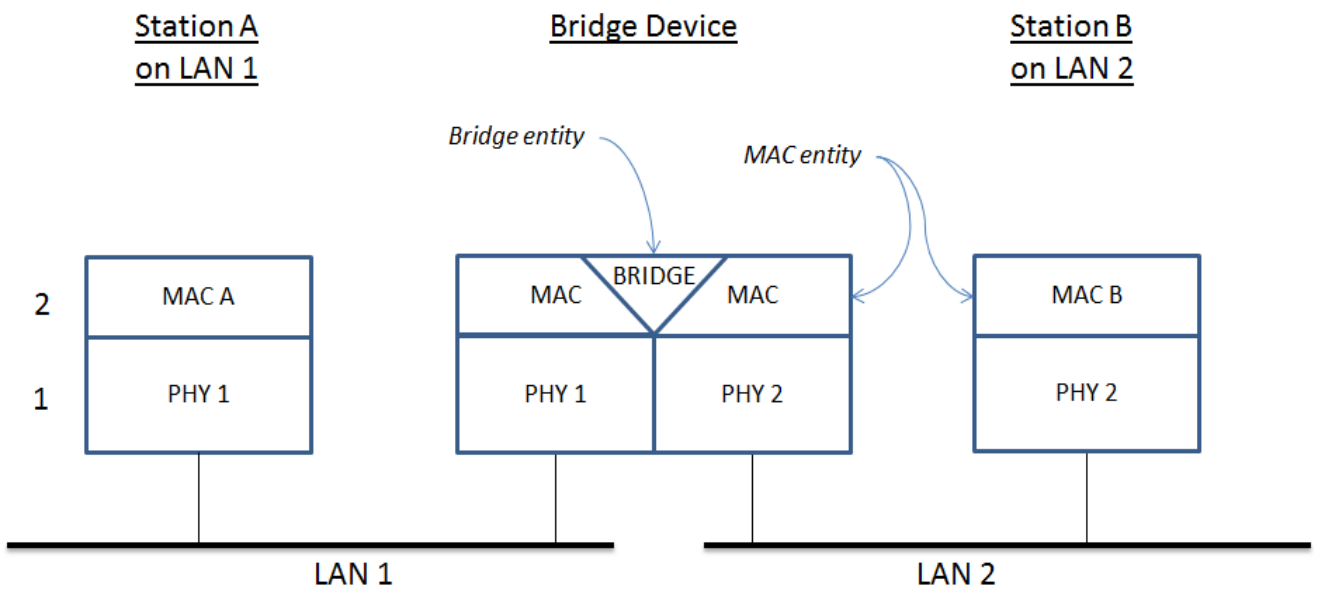 Station A
on LAN 1
Bridge Device
Station B
on LAN 2
Bridge entity
MAC entity
2
MAC A
MAC
BRIDGE
MAC
MAC B
1
PHY 1
PHY 1
PHY 2
PHY 2
LAN 1
LAN 2